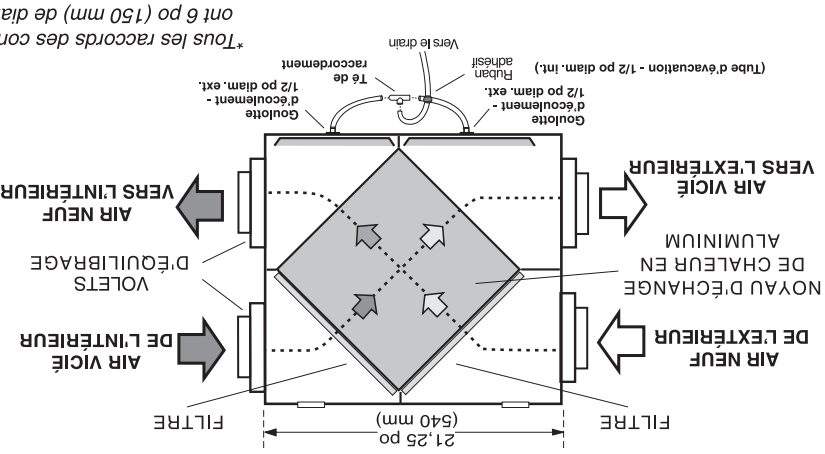 21,25 po
(540 mm)
FILTRE
FILTRE
AIR VICIÉ
DE L'INTÉRIEUR
AIR NEUF
DE L'EXTÉRIEUR
VOLETS
D'ÉQUILIBRAGE
NOYAU D'ÉCHANGE
DE CHALEUR EN
ALUMINIUM
AIR NEUF
VERS L'INTÉRIEUR
AIR VICIÉ
VERS L'EXTÉRIEUR
Goulotte
d'écoulement -
1/2 po diam. ext.
Goulotte
d'écoulement -
1/2 po diam. ext.
Té de
raccordement
Ruban
adhésif
(Tube d'évacuation - 1/2 po diam. int.)
Vers le drain
*Tous les raccords des
ont 6 po (150 mm) de